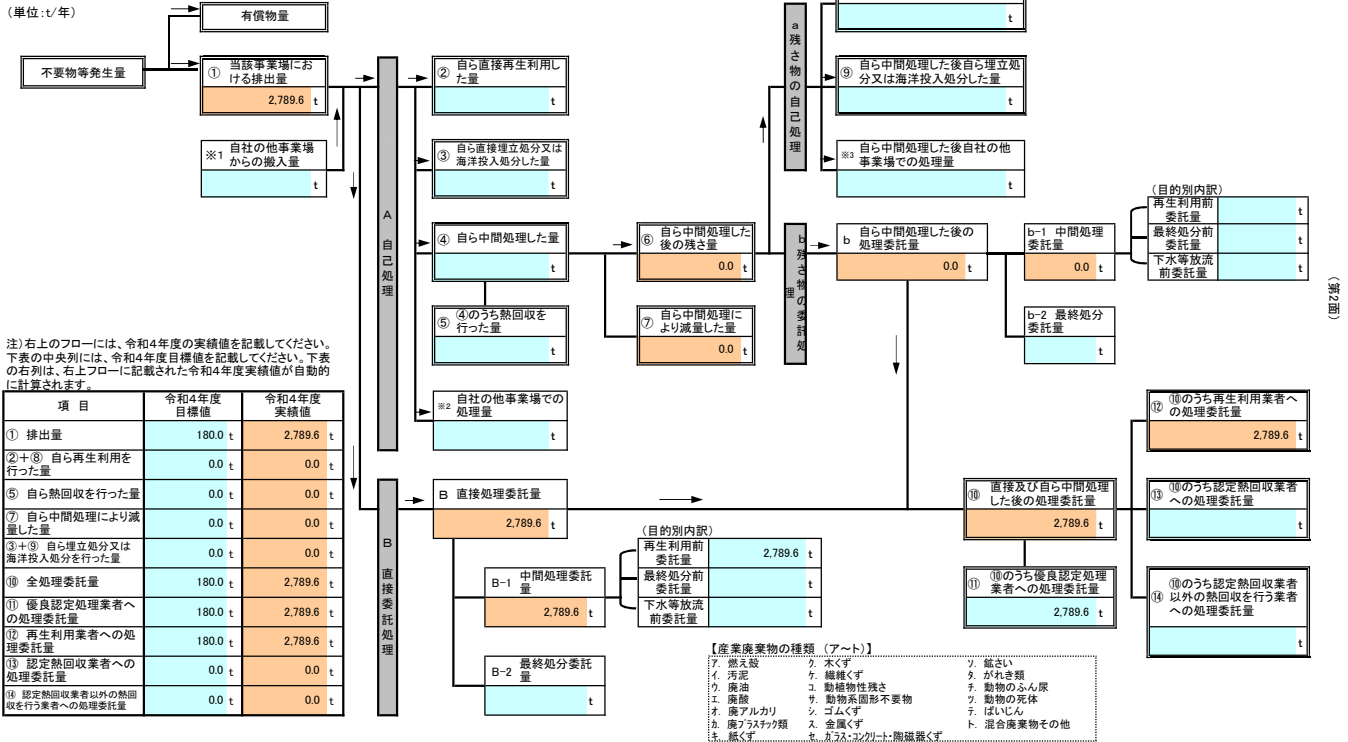 (単位:t/年)
有償物量
t
不要物等発生量
① 当該事業場にお
ける排出量
2,789.6 t
※1 自社の他事業場
からの搬入量
t
A 自己処理
② 自ら直接再生利用し
た量
t
③ 自ら直接埋立処分又は
海洋投入処分した量
t
④ 自ら中間処理した量
t
⑤ ④のうち熱回収を
行った量
t
※2 自社の他事業場での
処理量
t
⑥ 自ら中間処理した
後の残さ量
0.0 t
⑦ 自ら中間処理によ
り減量した量
0.0 t
a 残さ物の自己処理
⑨ 自ら中間処理した後自ら埋立処
分又は海洋投入処分した量
t
※3 自ら中間処理した後自社の他
事業場での処理量
t
b 残さ物の委託処理
b 自ら中間処理した後の
処理委託量
0.0 t
b-1 中間処理
委託量
0.0 t
(目的別内訳)
再生利用前
委託量
t
最終処分前
委託量
t
下水等放流
前委託量
t
b-2 最終処分
委託量
t
(第2面)
注)右上のフローには、令和4年度の実績値を記載してください。
下表の中央列には、令和4年度目標値を記載してください。下表
の右列は、右上フローに記載された令和4年度実績値が自動的
に計算されます。
項 目 令和4年度 目標値 令和4年度 実績値
① 排出量 180.0 t 2,789.6 t
②+⑧ 自ら再生利用を
行った量 0.0 t 0.0 t
⑤ 自ら熱回収を行った量 0.0 t 0.0 t
⑦ 自ら中間処理により減
量した量 0.0 t 0.0 t
③+⑨ 自ら埋立処分又は
海洋投入処分を行った量 0.0 t 0.0 t
⑩ 全処理委託量 180.0 t 2,789.6 t
⑪ 優良認定処理業者へ
の処理委託量 180.0 t 2,789.6 t
⑫ 再生利用業者への処
理委託量 180.0 t 2,789.6 t
⑬ 認定熱回収業者への
処理委託量 0.0 t 0.0 t
⑭ 認定熱回収業者以外の熱回
収を行う業者への処理委託量 0.0 t 0.0 t
B 直接委託処理
B 直接処理委託量
2,789.6 t
B-1 中間処理委託
量
2,789.6 t
(目的別内訳)
再生利用前
委託量
2,789.6 t
最終処分前
委託量
t
下水等放流
前委託量
t
B-2 最終処分委託
量
t
⑩ 直接及び自ら中間処理
した後の処理委託量
2,789.6 t
⑪ ⑩のうち優良認定処理
業者への処理委託量
2,789.6 t
⑫ ⑩のうち再生利用業者へ
の処理委託量
2,789.6 t
⑬ ⑩のうち認定熱回収業者
への処理委託量
t
⑭ ⑩のうち認定熱回収業者
以外の熱回収を行う業者
への処理委託量
t
【産業廃棄物の種類 (ア〜ト)】
ア. 燃え殻 ク. 木くず ソ. 鉱さい
イ. 汚泥 ケ. 繊維くず タ. がれき類
ウ. 廃油 コ. 動植物性残さ チ. 動物のふん尿
エ. 廃酸 サ. 動物系固形不要物 ツ. 動物の死体
オ. 廃アルカリ シ. ゴムくず テ. ばいじん
カ. 廃プラスチック類 ス. 金属くず ト. 混合廃棄物その他
キ. 紙くず セ. ガラス・コンクリート・陶磁器くず